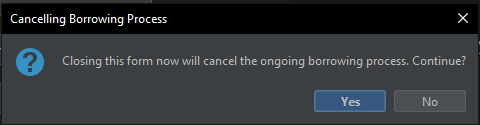 Cancelling Borrowing Process
Closing this form now will cancel the ongoing borrowing process. Continue?
Yes
No